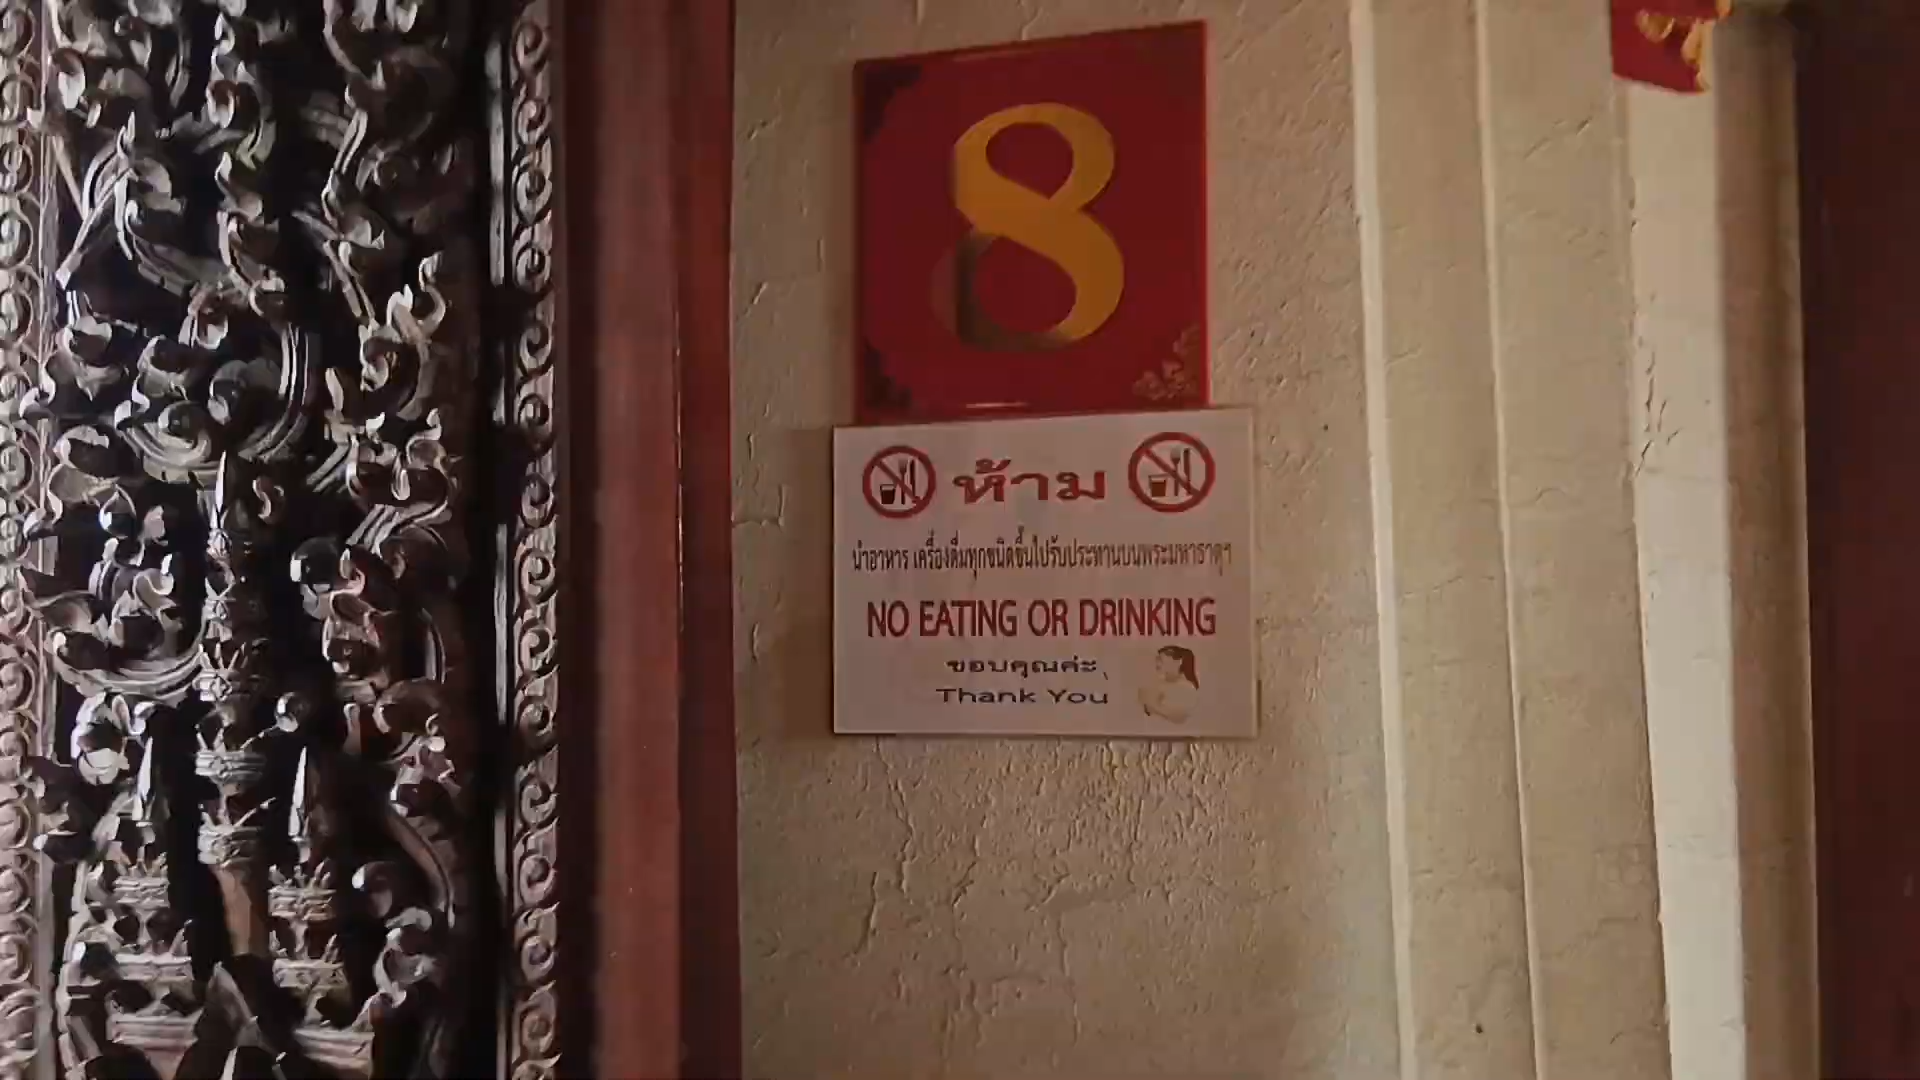 8
ห้าม
นำอาหาร เครื่องดื่มทุกชนิดขึ้นไปรับประทานบนพระมหาธาตุฯ
NO EATING OR DRINKING
ขอบคุณค่ะ
Thank You